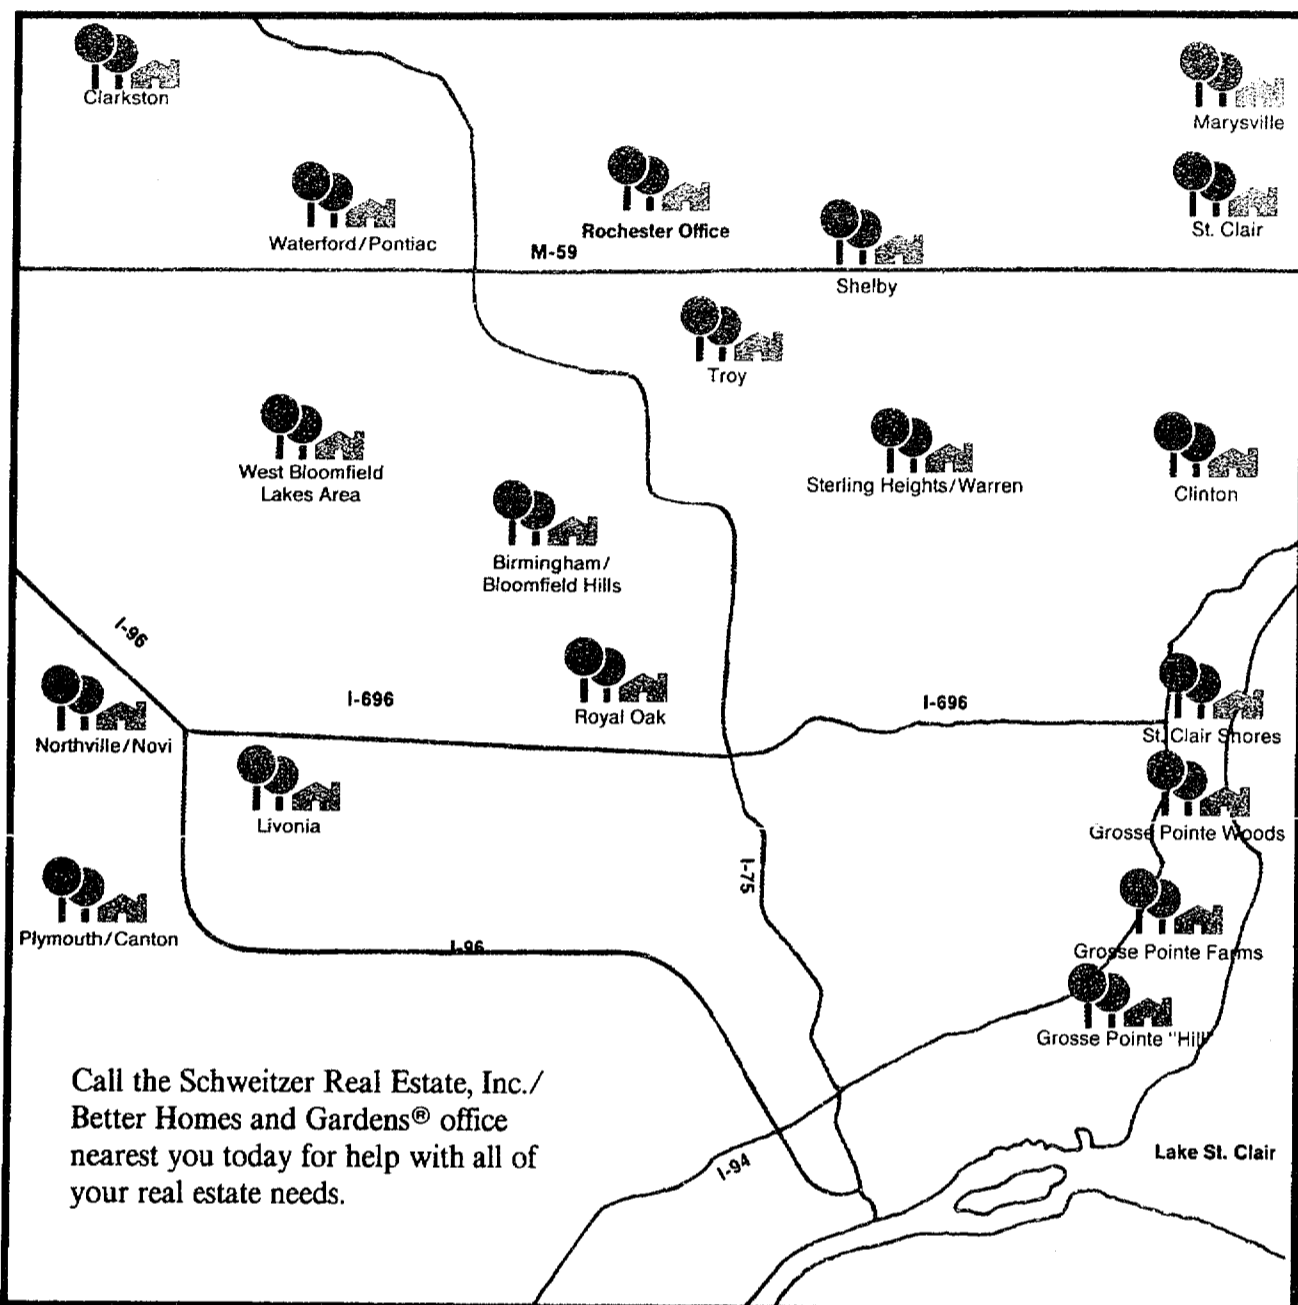 Clarkston
Marysville
Waterford/Pontiac
Rochester Office
St. Clair
M-59
Shelby
Troy
West Bloomfield
Lakes Area
Sterling Heights/Warren
Clinton
Birmingham/
Bloomfield Hills
I-96
Northville/Novi
I-696
Royal Oak
I-696
St. Clair Shores
Livonia
Grosse Pointe Woods
I-75
Plymouth/Canton
I-96
Grosse Pointe Farms
Grosse Pointe "Hill"
Call the Schweitzer Real Estate, Inc./
Better Homes and Gardens® office
nearest you today for help with all of
your real estate needs.
I-94
Lake St. Clair